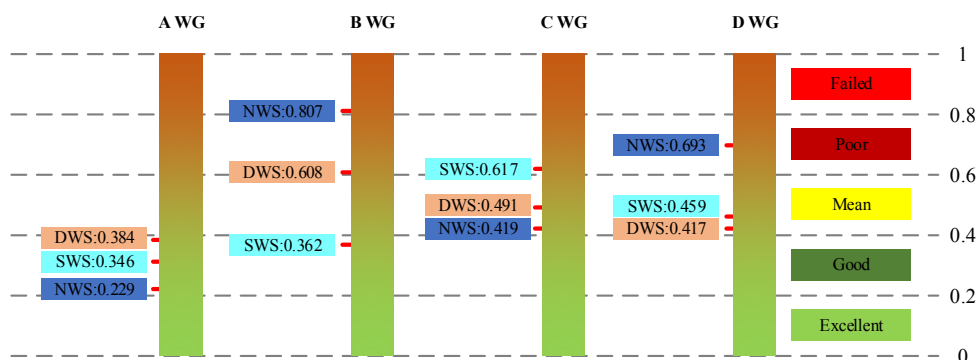 A WG
B WG
C WG
D WG
DWS:0.384
SWS:0.346
NWS:0.229
NWS:0.807
DWS:0.608
SWS:0.362
SWS:0.617
DWS:0.491
NWS:0.419
NWS:0.693
SWS:0.459
DWS:0.417
Failed
Poor
Mean
Good
Excellent
1
0.8
0.6
0.4
0.2
0